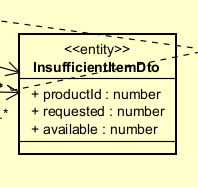 <<entity>>
InsufficientItemDto
+ productId : number
*
+ requested : number
+ available : number
*